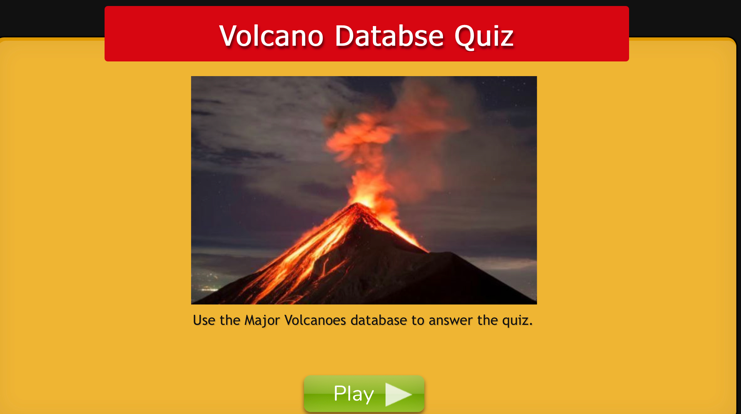 Volcano Databse Quiz
Use the Major Volcanoes database to answer the quiz.
Play